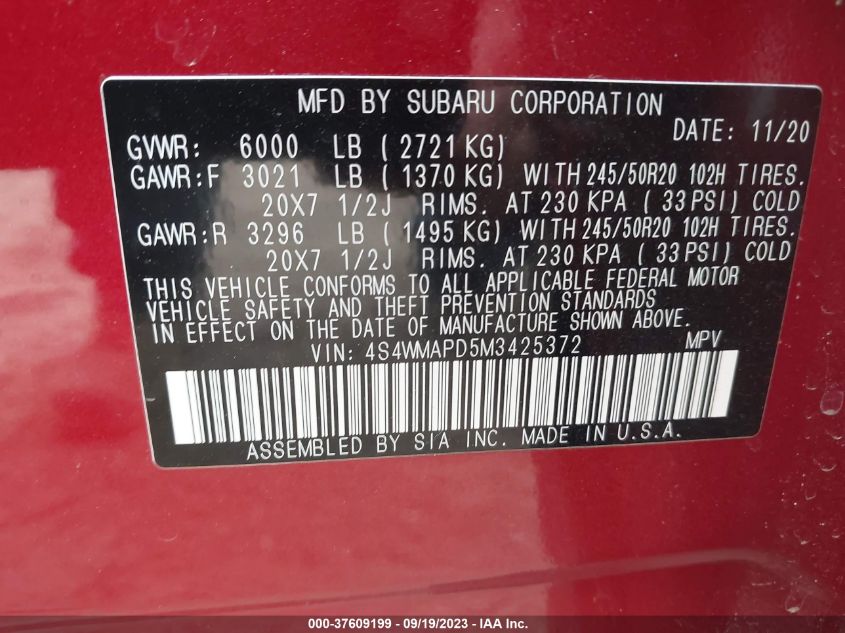 MFD BY SUBARU CORPORATION
DATE: 11/20
GVWR: 6000 LB ( 2721 KG)
GAWR:F 3021 LB ( 1370 KG) WITH 245/50R20 102H TIRES.
20X7 1/2J RIMS. AT 230 KPA ( 33 PSI) COLD
GAWR:R 3296 LB ( 1495 KG) WITH 245/50R20 102H TIRES.
20X7 1/2J RIMS. AT 230 KPA ( 33 PSI) COLD
THIS VEHICLE CONFORMS TO ALL APPLICABLE FEDERAL MOTOR
VEHICLE SAFETY AND THEFT PREVENTION STANDARDS
IN EFFECT ON THE DATE OF MANUFACTURE SHOWN ABOVE.
VIN: 4S4WMAPD5M3425372 MPV
ASSEMBLED BY SIA INC. MADE IN U.S.A.
000-37609199 - 09/19/2023 - IAA Inc.